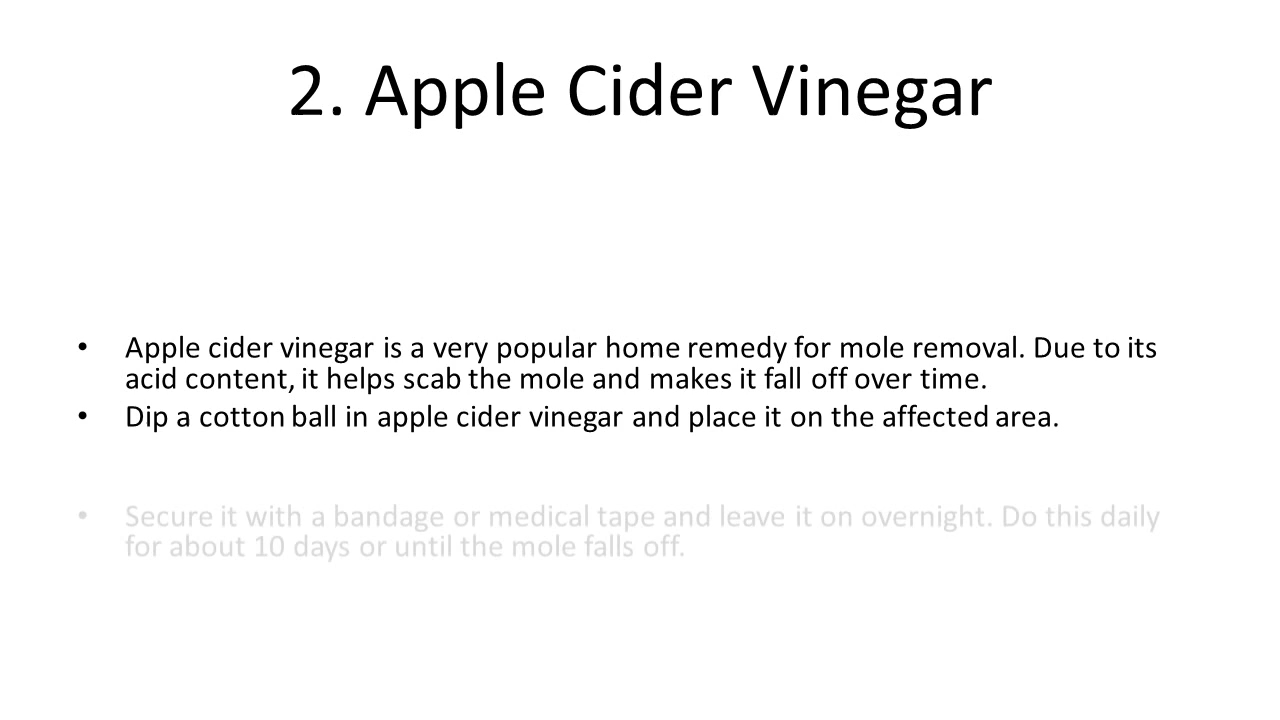 2. Apple Cider Vinegar
• Apple cider vinegar is a very popular home remedy for mole removal. Due to its
acid content, it helps scab the mole and makes it fall off over time.
• Dip a cotton ball in apple cider vinegar and place it on the affected area.
• Secure it with a bandage or medical tape and leave it on overnight. Do this daily
for about 10 days or until the mole falls off.